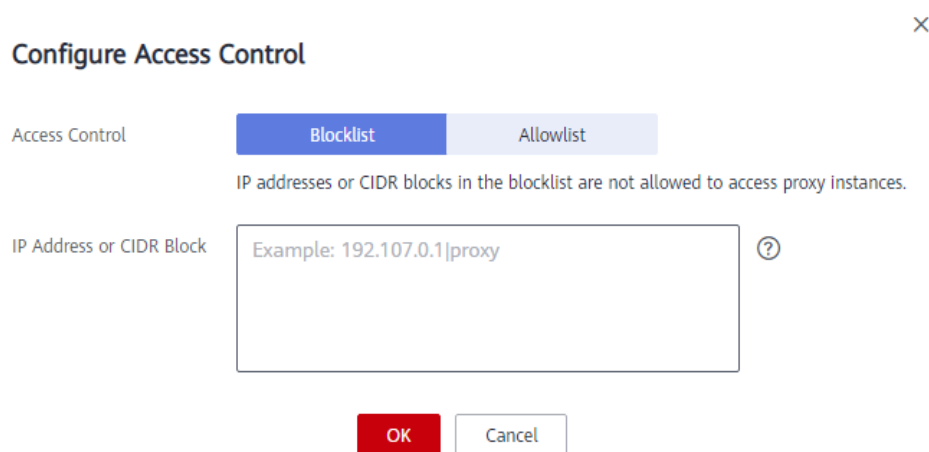 Configure Access Control
Access Control
Blocklist
Allowlist
IP addresses or CIDR blocks in the blocklist are not allowed to access proxy instances.
IP Address or CIDR Block
Example: 192.107.0.1|proxy
OK
Cancel